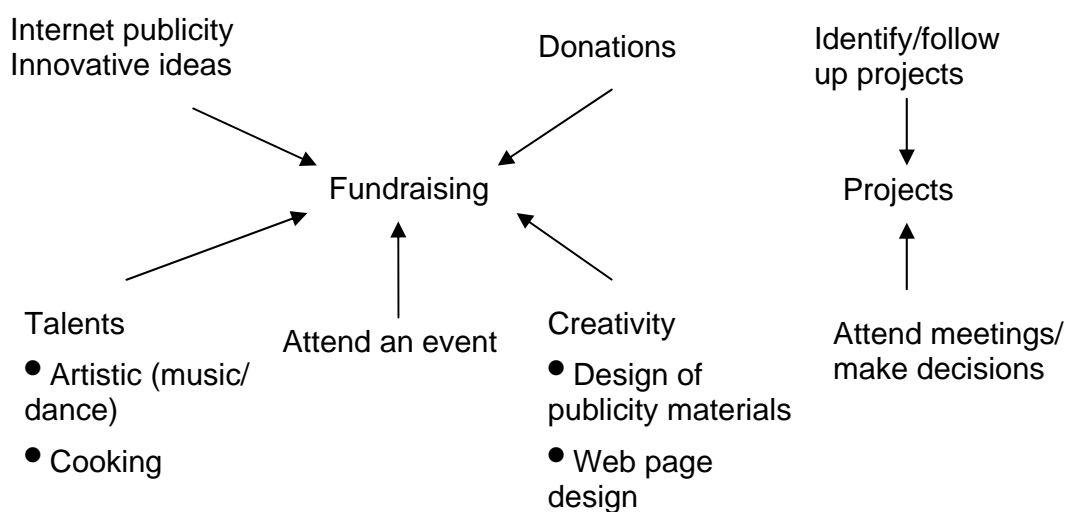 Internet publicity
Innovative ideas
Donations
Identify/follow
up projects
Fundraising
Projects
Talents
• Artistic (music/
dance)
• Cooking
Attend an event
Creativity
• Design of
publicity materials
• Web page
design
Attend meetings/
make decisions